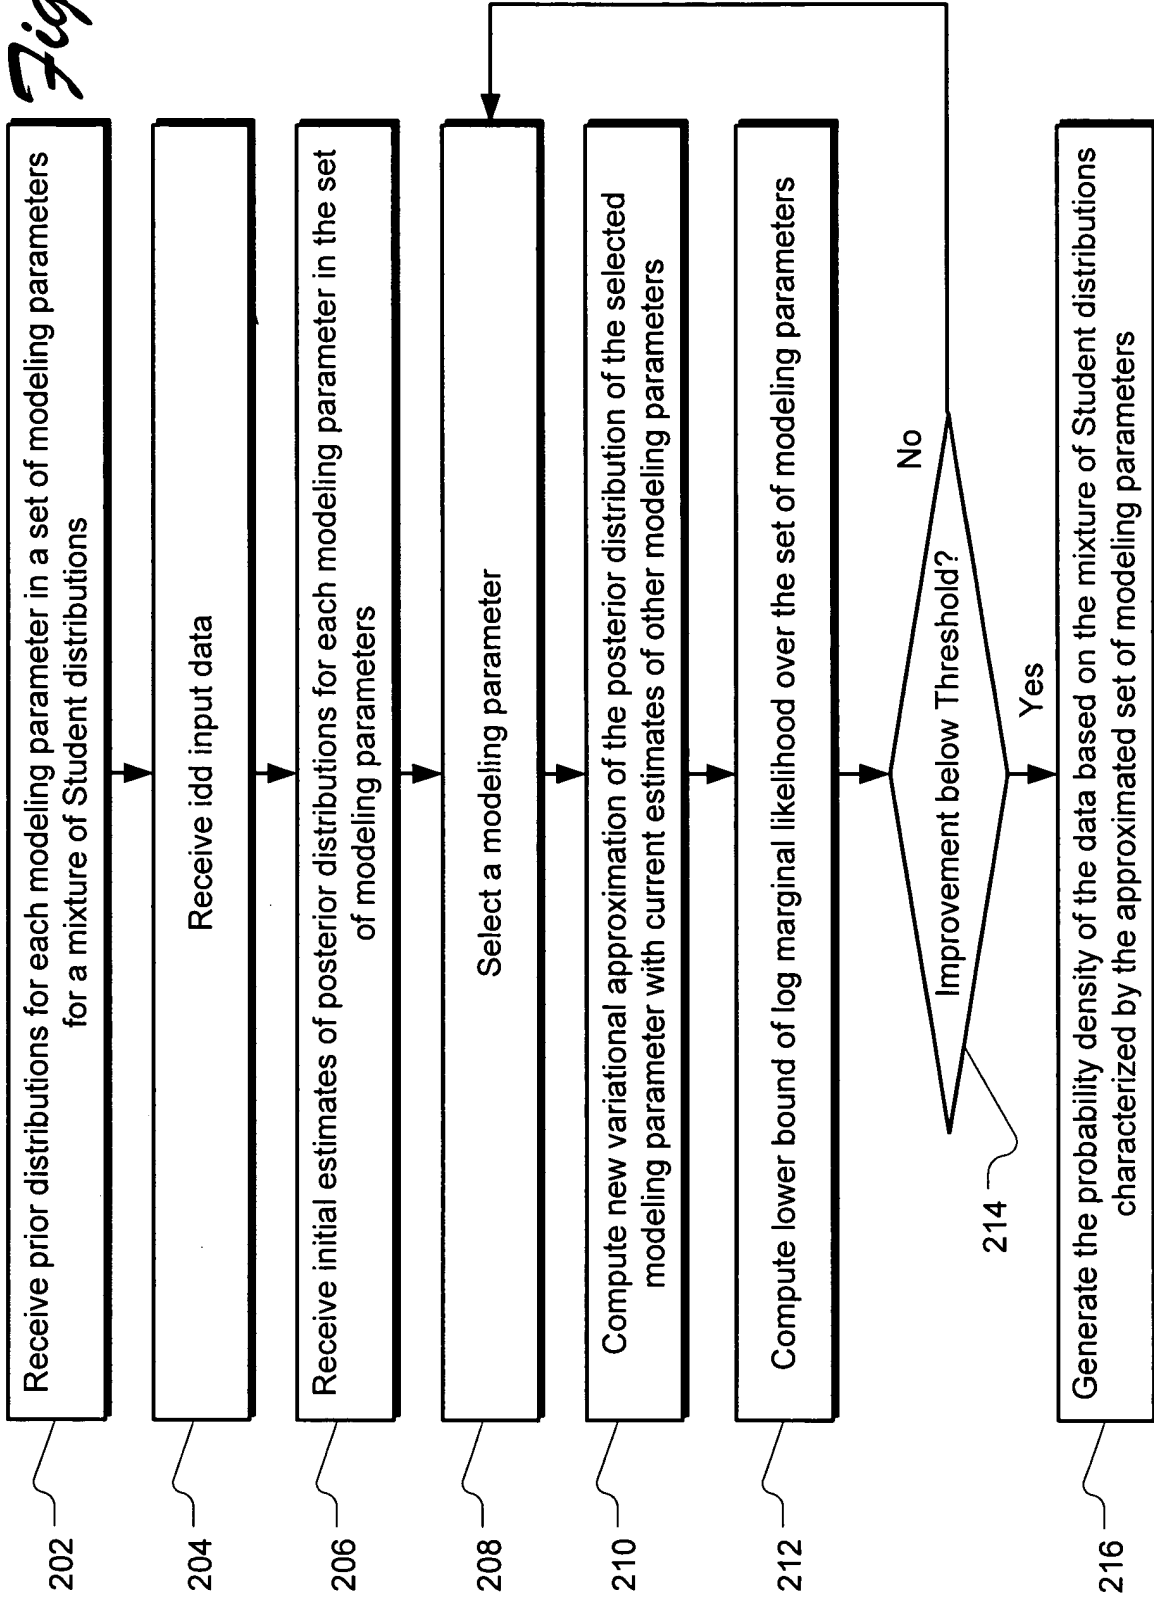 Fig
202
Receive prior distributions for each modeling parameter in a set of modeling parameters
for a mixture of Student distributions
204
Receive idd input data
206
Receive initial estimates of posterior distributions for each modeling parameter in the set
of modeling parameters
208
Select a modeling parameter
210
Compute new variational approximation of the posterior distribution of the selected
modeling parameter with current estimates of other modeling parameters
212
Compute lower bound of log marginal likelihood over the set of modeling parameters
214
Improvement below Threshold?
No
Yes
216
Generate the probability density of the data based on the mixture of Student distributions
characterized by the approximated set of modeling parameters